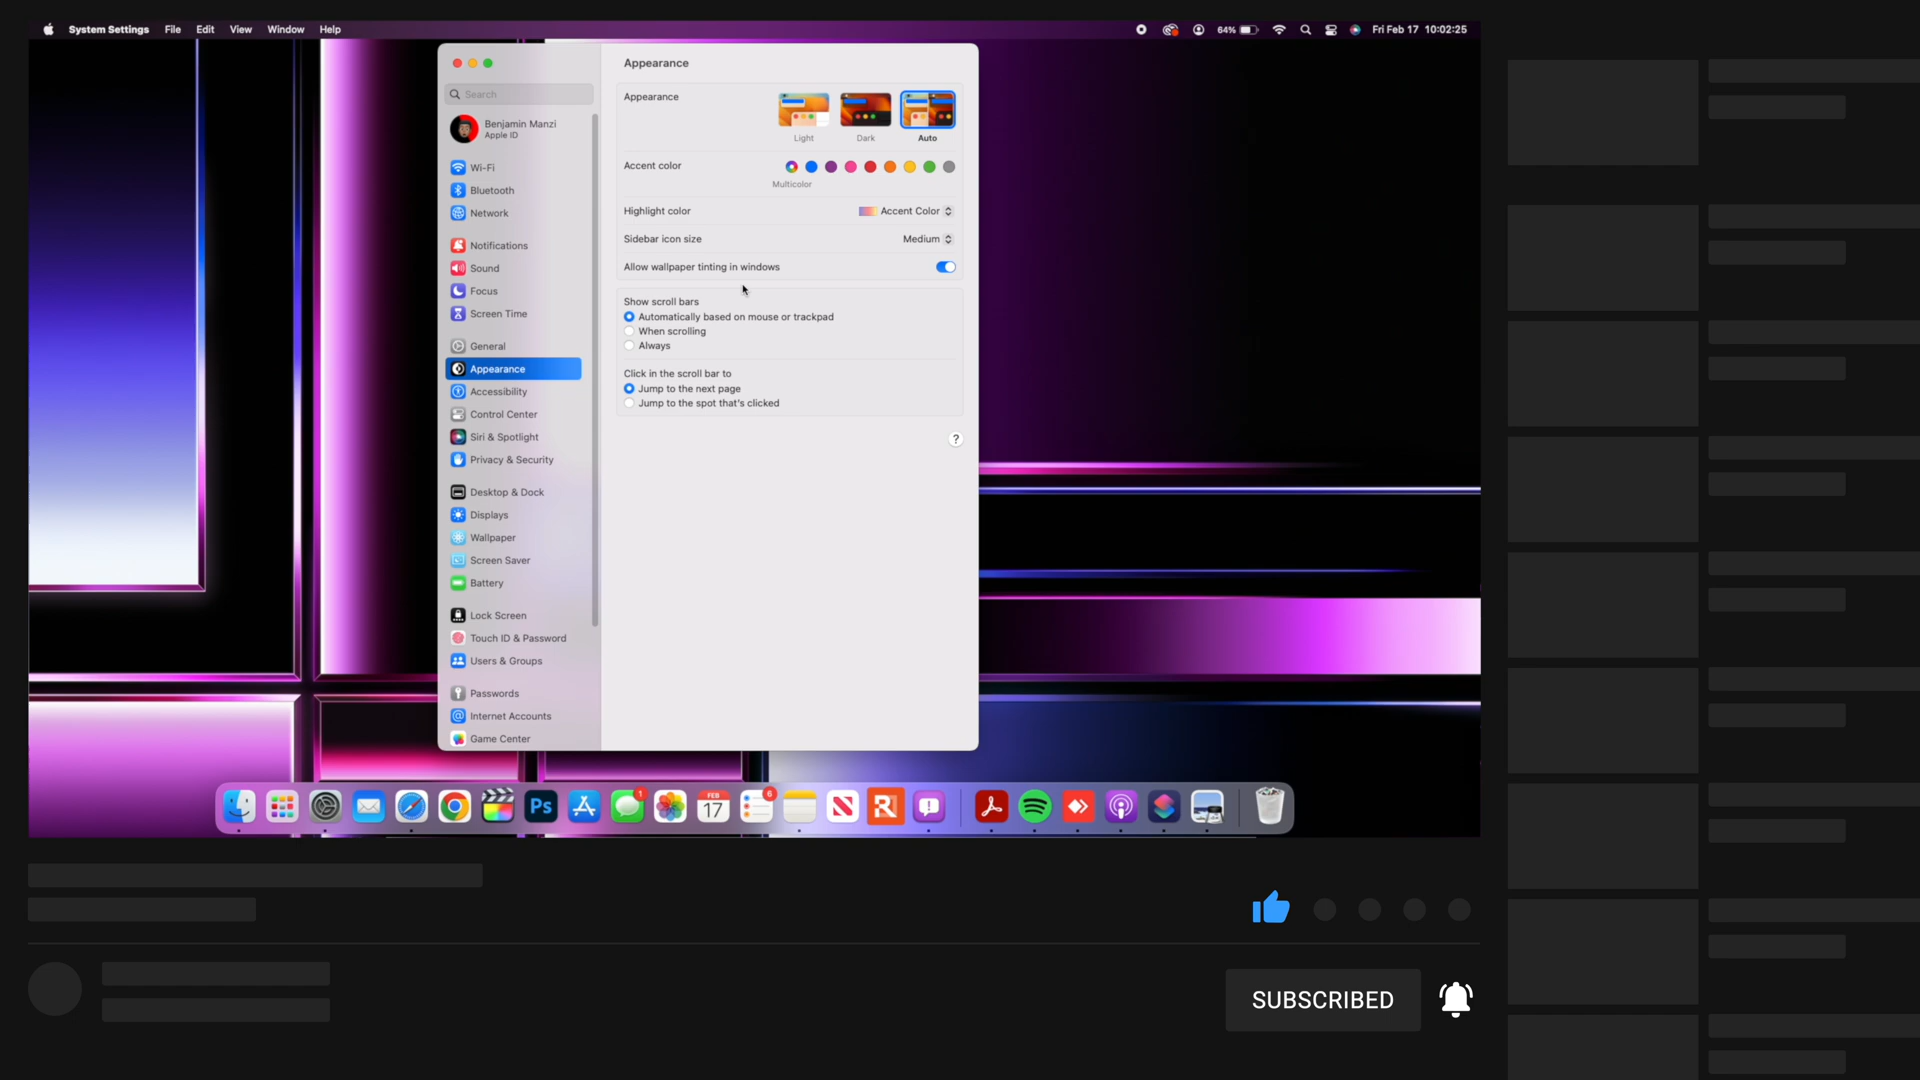 System Settings File Edit View Window Help 64% Fri Feb 17 10:02:25
Search
Benjamin Manzi
Apple ID
Wi-Fi
Bluetooth
Network
Notifications
Sound
Focus
Screen Time
General
Appearance
Accessibility
Control Center
Siri & Spotlight
Privacy & Security
Desktop & Dock
Displays
Wallpaper
Screen Saver
Battery
Lock Screen
Touch ID & Password
Users & Groups
Passwords
Internet Accounts
Game Center
Appearance
Appearance
Light Dark Auto
Accent color
Multicolor
Highlight color Accent Color
Sidebar icon size Medium
Allow wallpaper tinting in windows
Show scroll bars
Automatically based on mouse or trackpad
When scrolling
Always
Click in the scroll bar to
Jump to the next page
Jump to the spot that's clicked
?
Ps
1
FEB
17
6
SUBSCRIBED